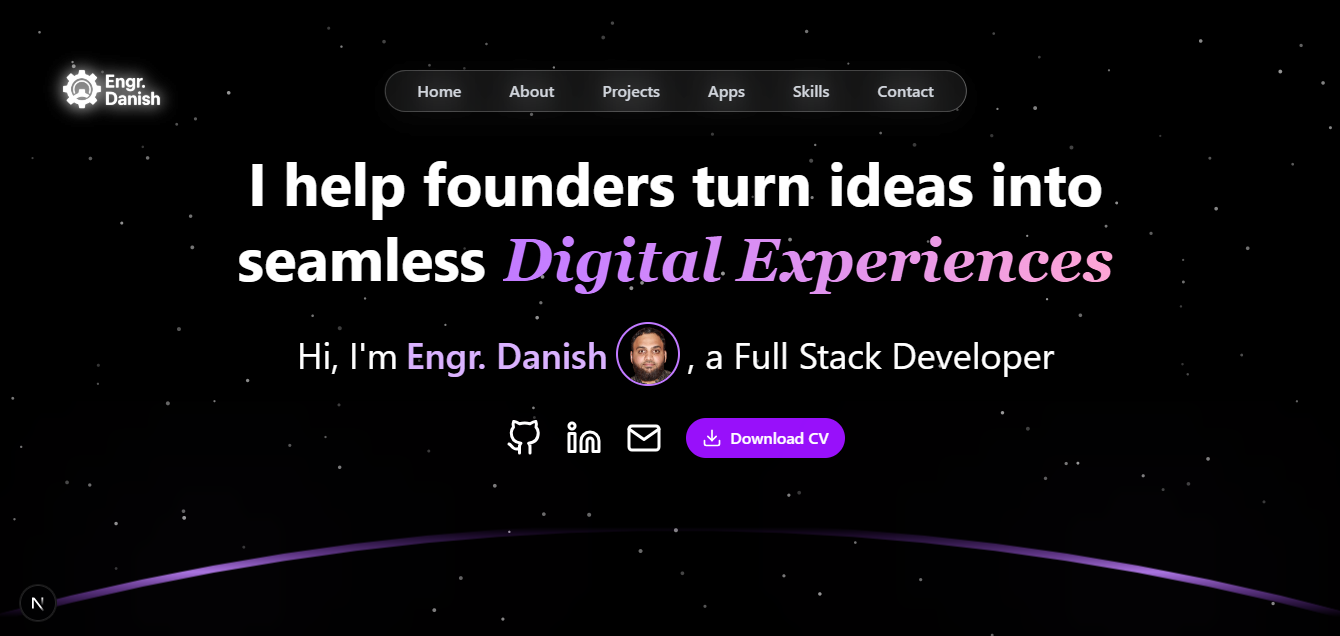 Engr.
Danish
Home About Projects Apps Skills Contact
I help founders turn ideas into
seamless Digital Experiences
Hi, I'm Engr. Danish , a Full Stack Developer
Download CV
N